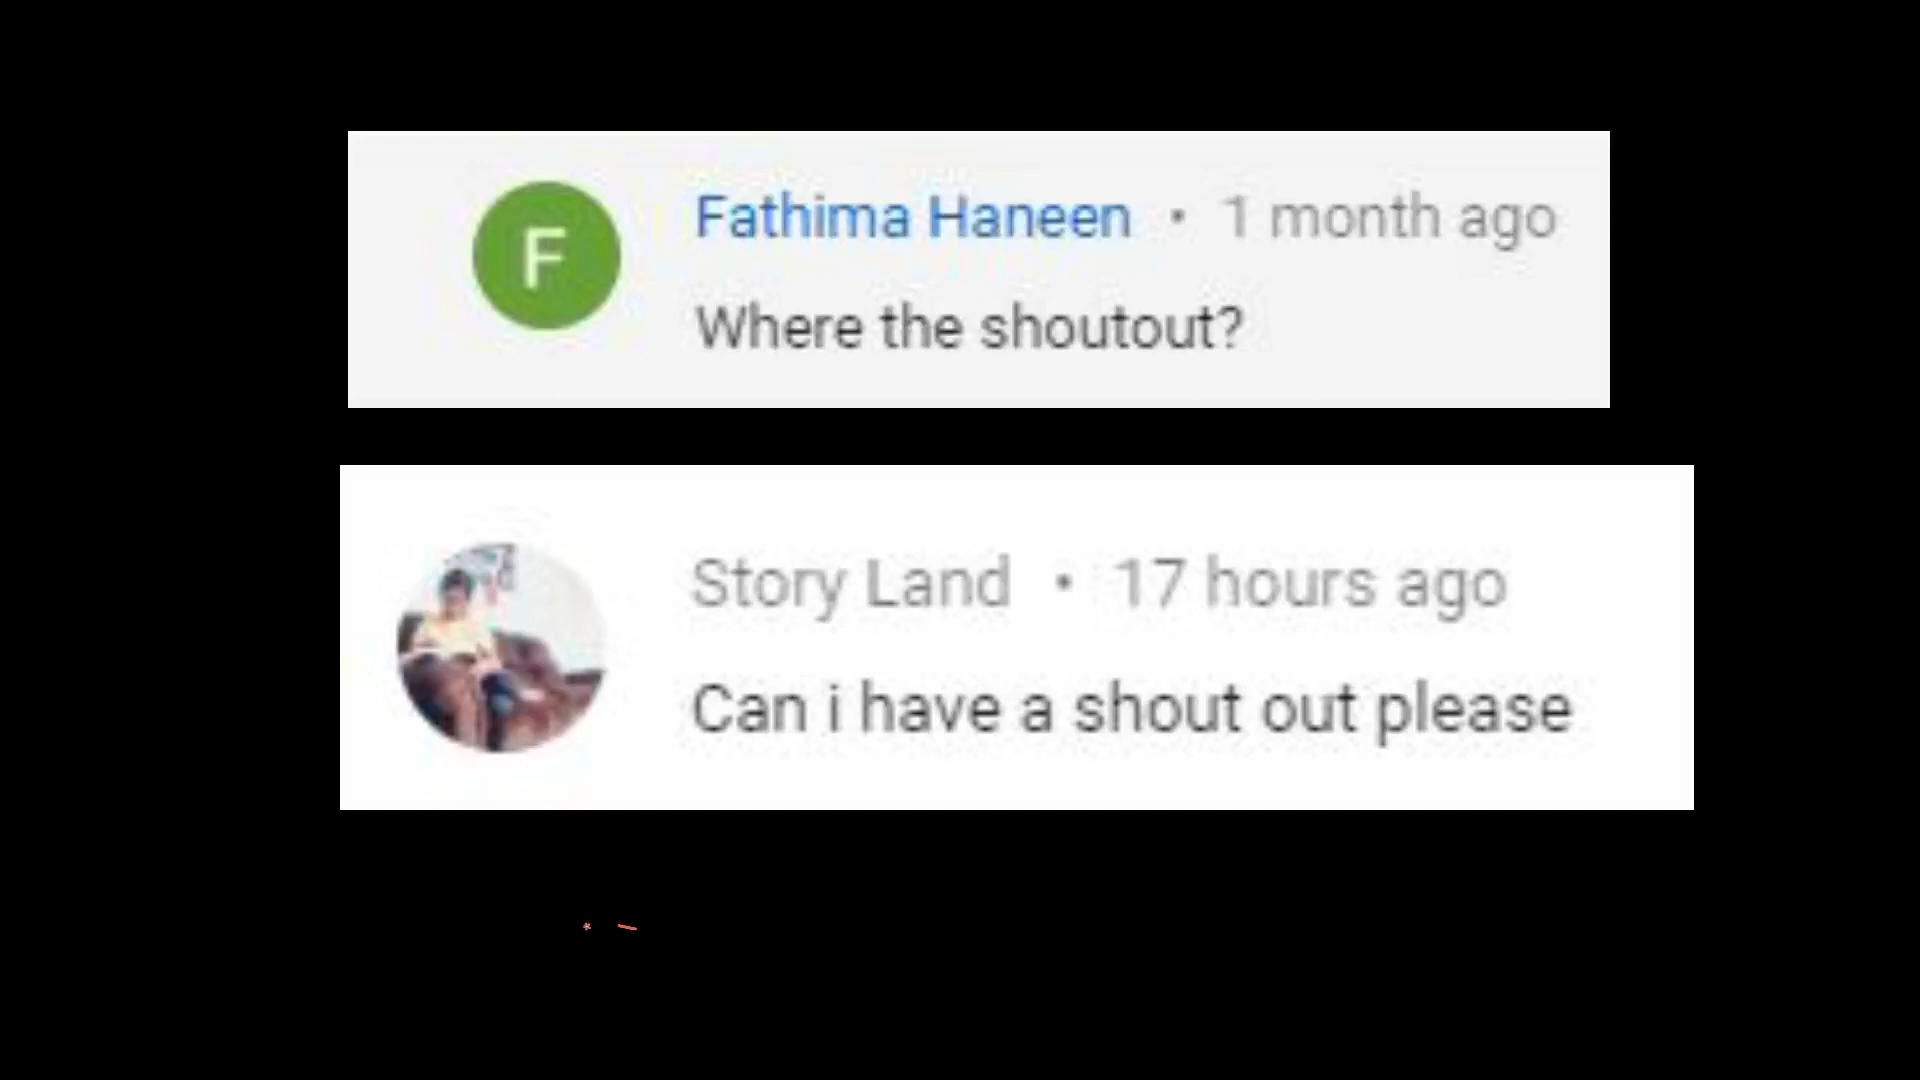 F
Fathima Haneen • 1 month ago
Where the shoutout?
Story Land • 17 hours ago
Can i have a shout out please